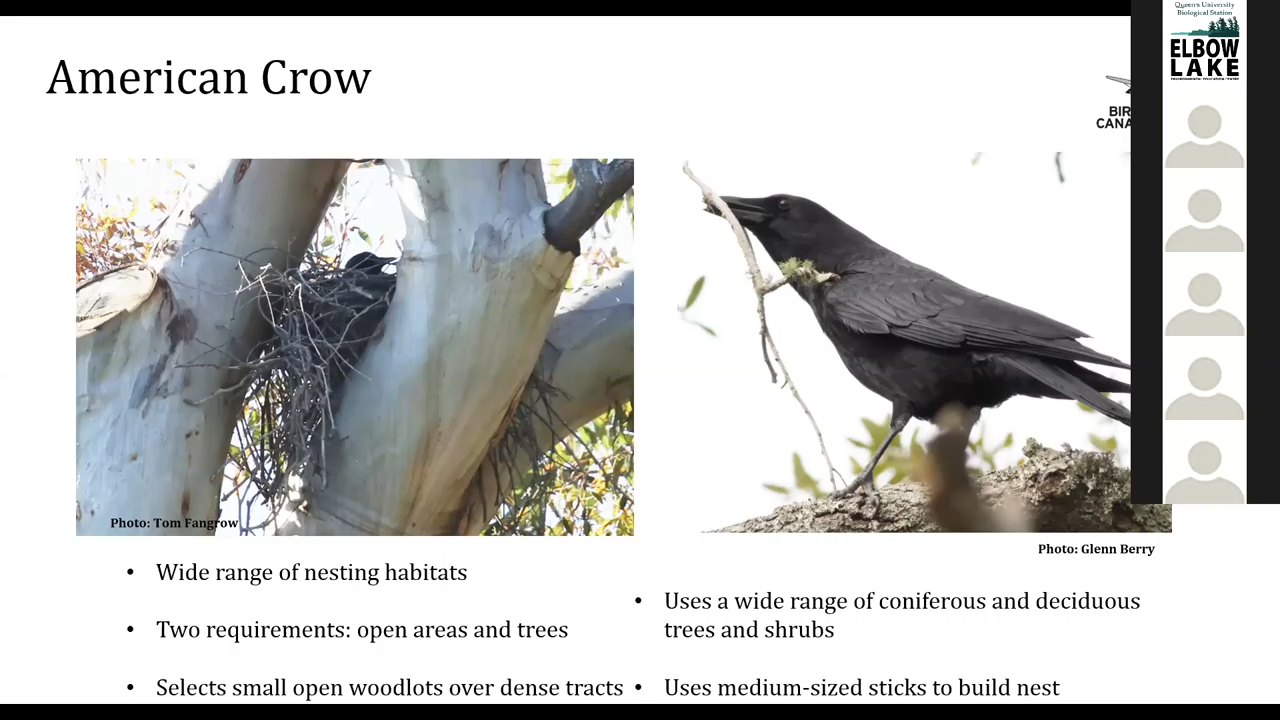 Queen's University
Biological Station
ELBOW
LAKE
American Crow
BIR
CANA
Photo: Tom Fangrow
Photo: Glenn Berry
• Wide range of nesting habitats
• Two requirements: open areas and trees
• Selects small open woodlots over dense tracts
• Uses a wide range of coniferous and deciduous
trees and shrubs
• Uses medium-sized sticks to build nest